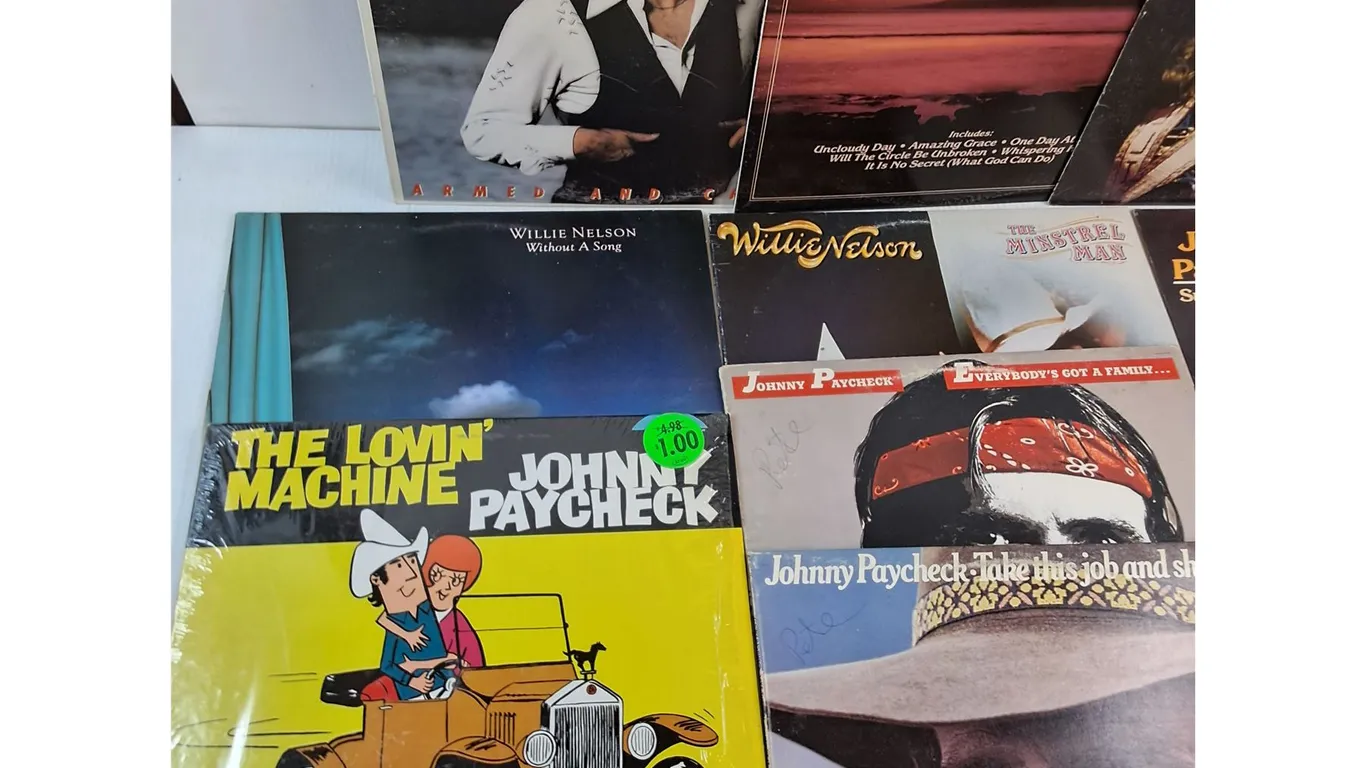 ARMED AND C
Includes:
Uncloudy Day • Amazing Grace • One Day At
Will The Circle Be Unbroken • Whispering
It Is No Secret (What God Can Do)
WILLIE NELSON
Without A Song
Willie Nelson
THE
MINSTREL
MAN
J
P
S
JOHNNY PAYCHECK
EVERYBODY'S GOT A FAMILY...
Pete
THE LOVIN'
MACHINE
JOHNNY
PAYCHECK
4.98
$1.00
Johnny Paycheck · Take this job and sh
Pete